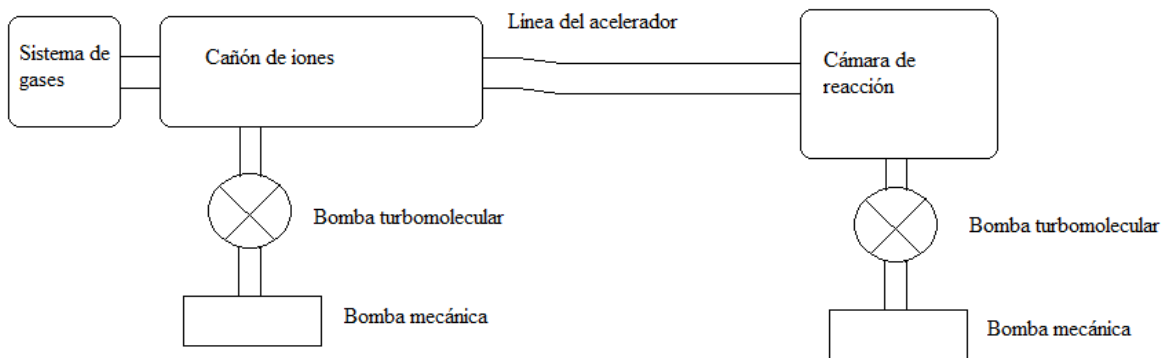 Línea del acelerador
Sistema de
gases
Cañón de iones
Cámara de
reacción
Bomba turbomolecular
Bomba turbomolecular
Bomba mecánica
Bomba mecánica